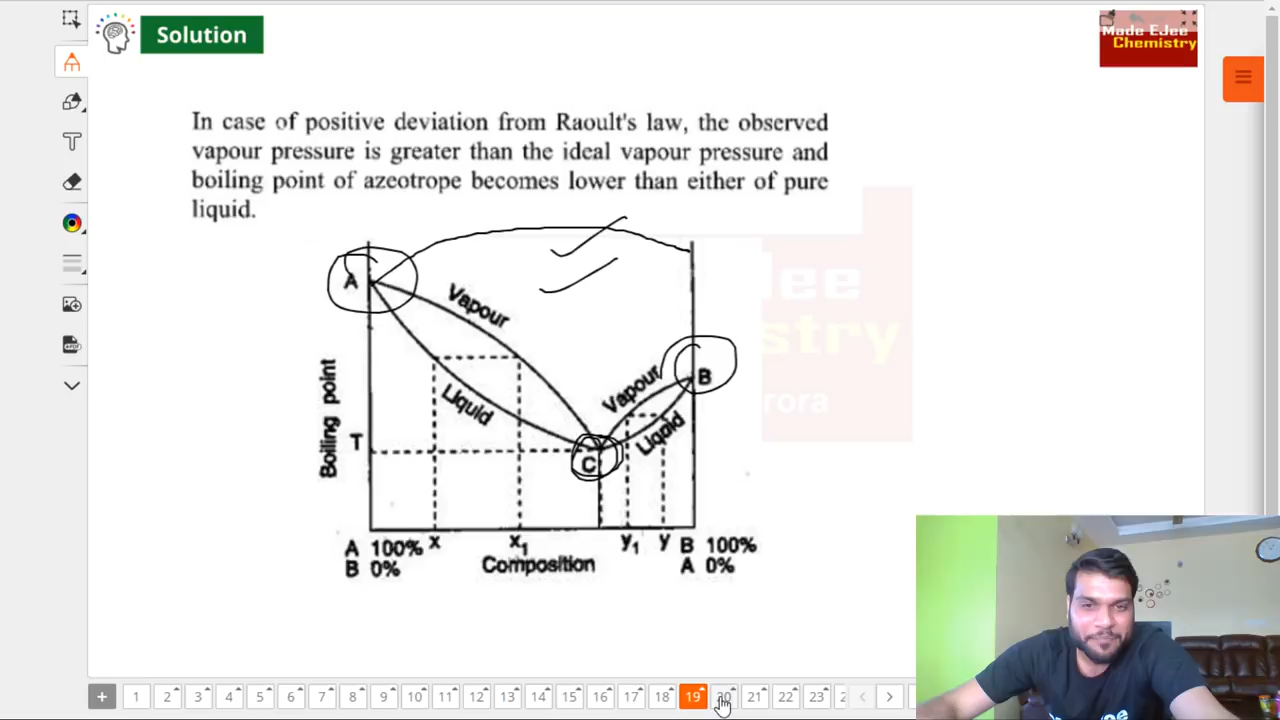 Solution
Made EJee
Chemistry
In case of positive deviation from Raoult's law, the observed
vapour pressure is greater than the ideal vapour pressure and
boiling point of azeotrope becomes lower than either of pure
liquid.
A
Vapour
Liquid
Vapour
B
Liquid
C
T
Boiling point
A 100% x x₁ y₁ y B 100%
B 0% Composition A 0%
1 2 3 4 5 6 7 8 9 10 11 12 13 14 15 16 17 18 19 20 21 22 23